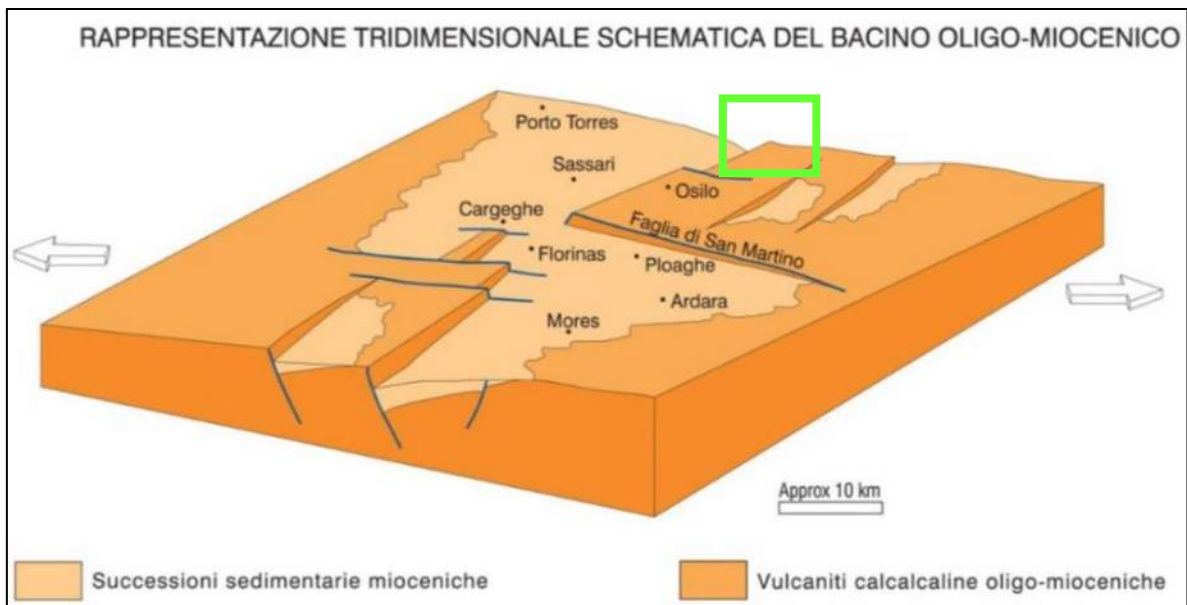 RAPPRESENTAZIONE TRIDIMENSIONALE SCHEMATICA DEL BACINO OLIGO-MIOCENICO
Porto Torres
Sassari
Osilo
Cargeghe
Faglia di San Martino
Florinas
Ploaghe
Ardara
Mores
Approx 10 km
Successioni sedimentarie mioceniche
Vulcaniti calcalcaline oligo-mioceniche